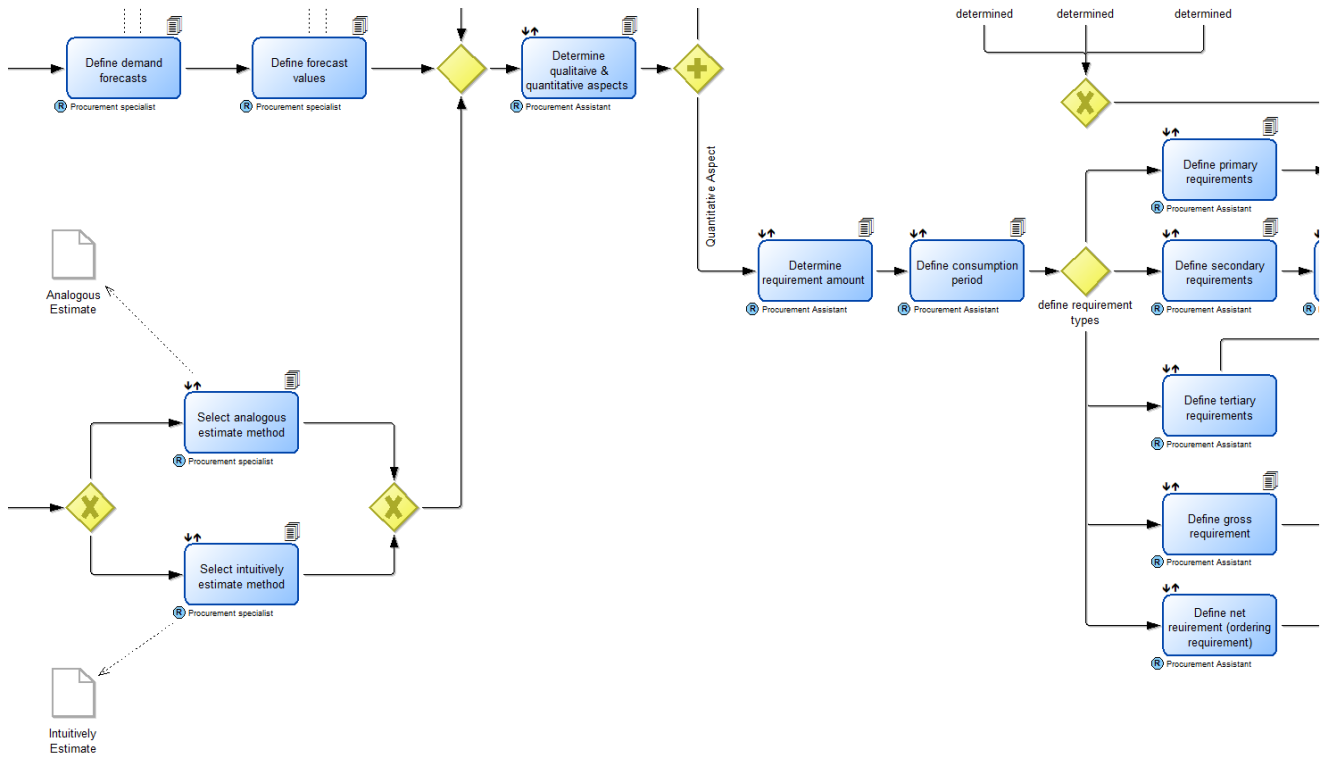 determined
determined
determined
Define demand
forecasts
R Procurement specialist
Define forecast
values
R Procurement specialist
Determine
qualitaive &
quantitative aspects
R Procurement Assistant
Quantitative Aspect
Define primary
requirements
R Procurement Assistant
Determine
requirement amount
R Procurement Assistant
Define consumption
period
R Procurement Assistant
define requirement
types
Define secondary
requirements
R Procurement Assistant
R
Analogous
Estimate
Select analogous
estimate method
R Procurement specialist
Define tertiary
requirements
R Procurement Assistant
Select intuitively
estimate method
R Procurement specialist
Define gross
requirement
R Procurement Assistant
Define net
reuirement (ordering
requirement)
R Procurement Assistant
Intuitively
Estimate